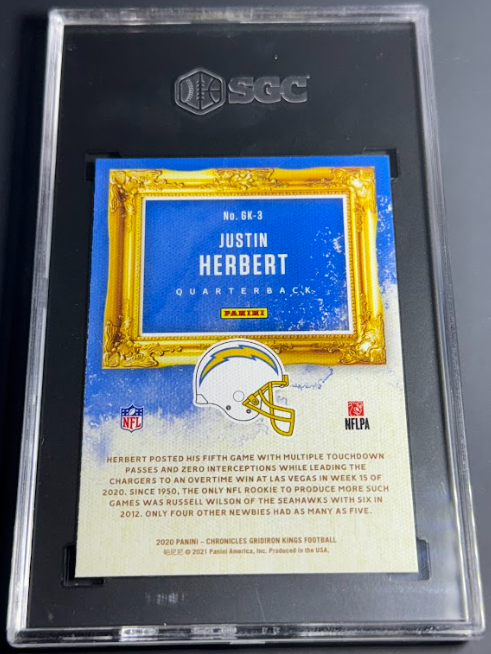 SGC
No. GK-3
JUSTIN
HERBERT
QUARTERBACK
PANINI
NFL
NFLPA
HERBERT POSTED HIS FIFTH GAME WITH MULTIPLE TOUCHDOWN
PASSES AND ZERO INTERCEPTIONS WHILE LEADING THE
CHARGERS TO AN OVERTIME WIN AT LAS VEGAS IN WEEK 15 OF
2020. SINCE 1950, THE ONLY NFL ROOKIE TO PRODUCE MORE SUCH
GAMES WAS RUSSELL WILSON OF THE SEAHAWKS WITH SIX IN
2012. ONLY FOUR OTHER NEWBIES HAD AS MANY AS FIVE.
2020 PANINI – CHRONICLES GRIDIRON KINGS FOOTBALL
© 2021 Panini America, Inc. Produced in the USA.